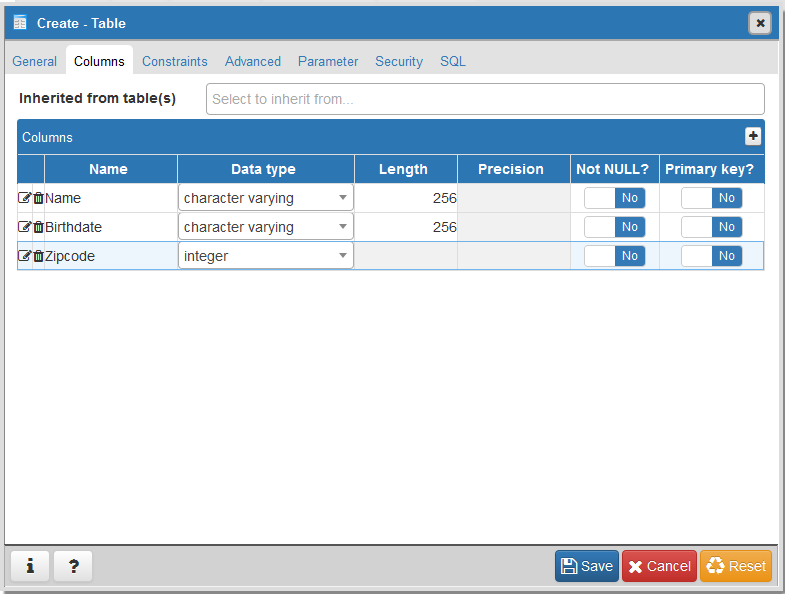 Create - Table
General Columns Constraints Advanced Parameter Security SQL
Inherited from table(s) Select to inherit from...
Columns
Name Data type Length Precision Not NULL? Primary key?
Name character varying 256 No No
Birthdate character varying 256 No No
Zipcode integer No No
i ? Save Cancel Reset